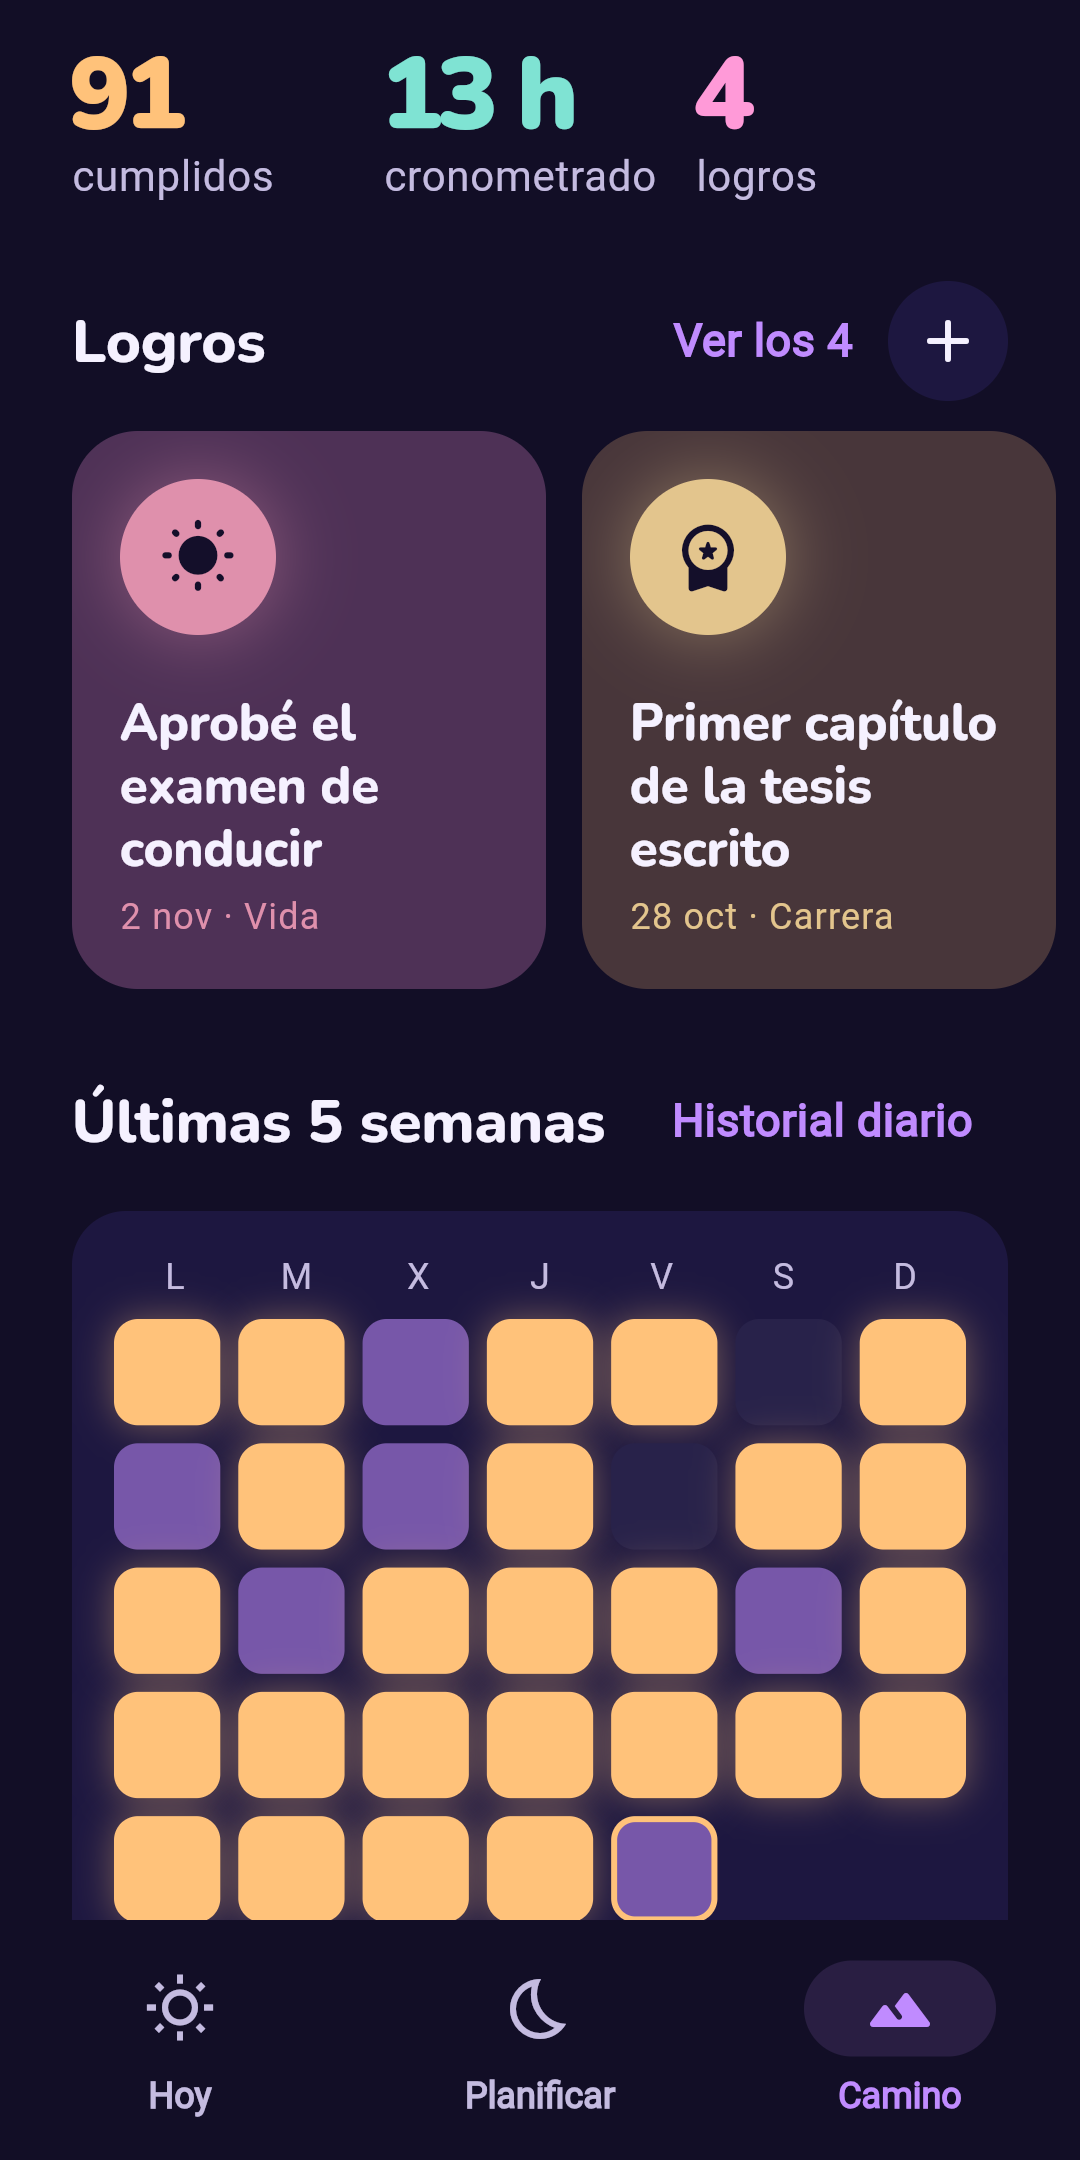 91 13 h 4
cumplidos cronometrado logros
Logros Ver los 4
Aprobé el
examen de
conducir
2 nov · Vida
Primer capítulo
de la tesis
escrito
28 oct · Carrera
Últimas 5 semanas Historial diario
L M X J V S D
Hoy Planificar Camino